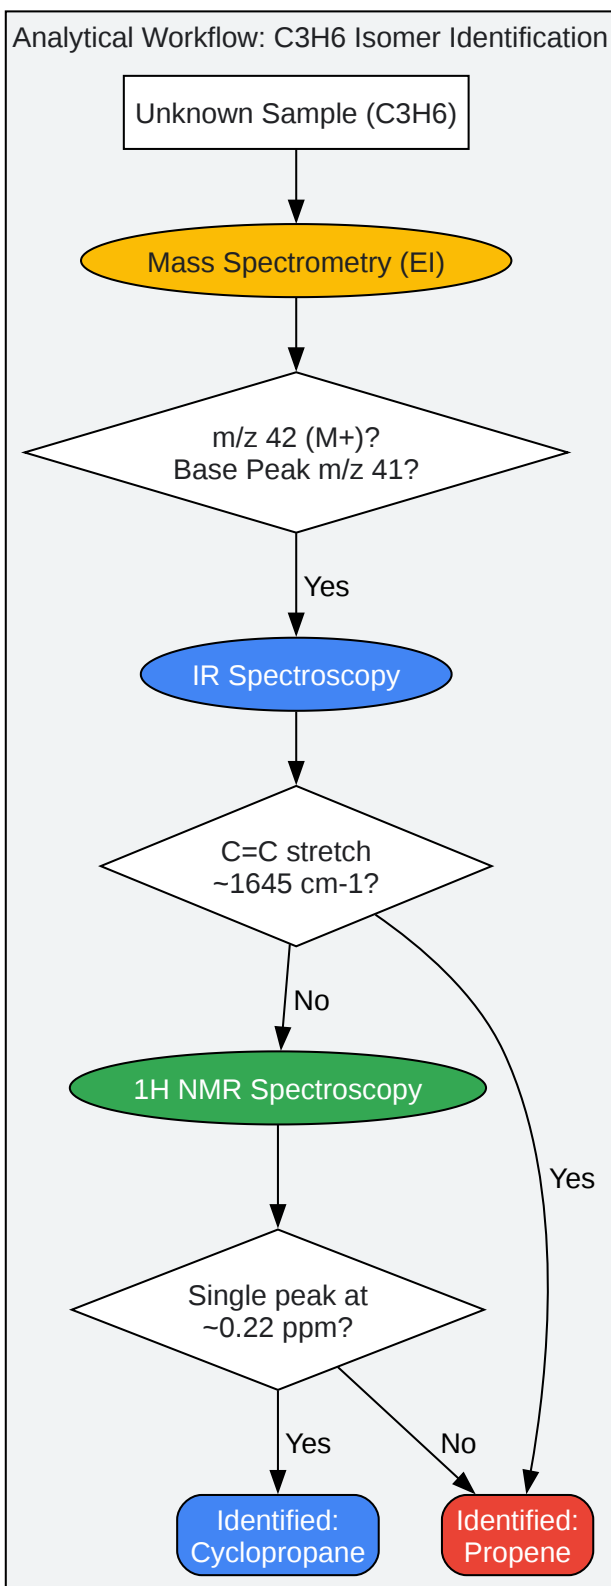 Analytical Workflow: C3H6 Isomer Identification
Unknown Sample (C3H6)
Mass Spectrometry (EI)
m/z 42 (M+)?
Base Peak m/z 41?
Yes
IR Spectroscopy
C=C stretch
~1645 cm-1?
No
1H NMR Spectroscopy
Yes
Single peak at
~0.22 ppm?
Yes
No
Identified:
Cyclopropane
Identified:
Propene